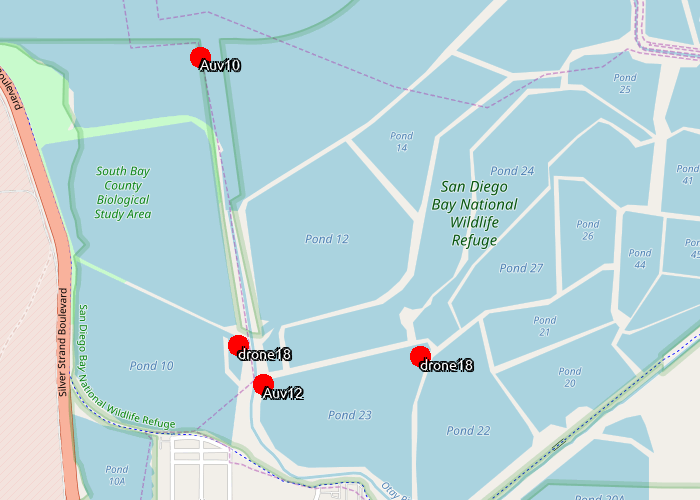 Pond
25
Auv10
Boulevard
Pond
14
South Bay
County
Biological
Study Area
San Diego
Bay National
Wildlife
Refuge
Pond 24
Pond
41
Pond 12
Pond
26
Pond
44
Pond 27
Silver Strand Boulevard
San Diego Bay National Wildlife Refuge
Pond
21
drone18
drone18
Pond 10
Pond
20
Auv12
Pond 23
Pond 22
Pond
10A
Otay
Pond 20A